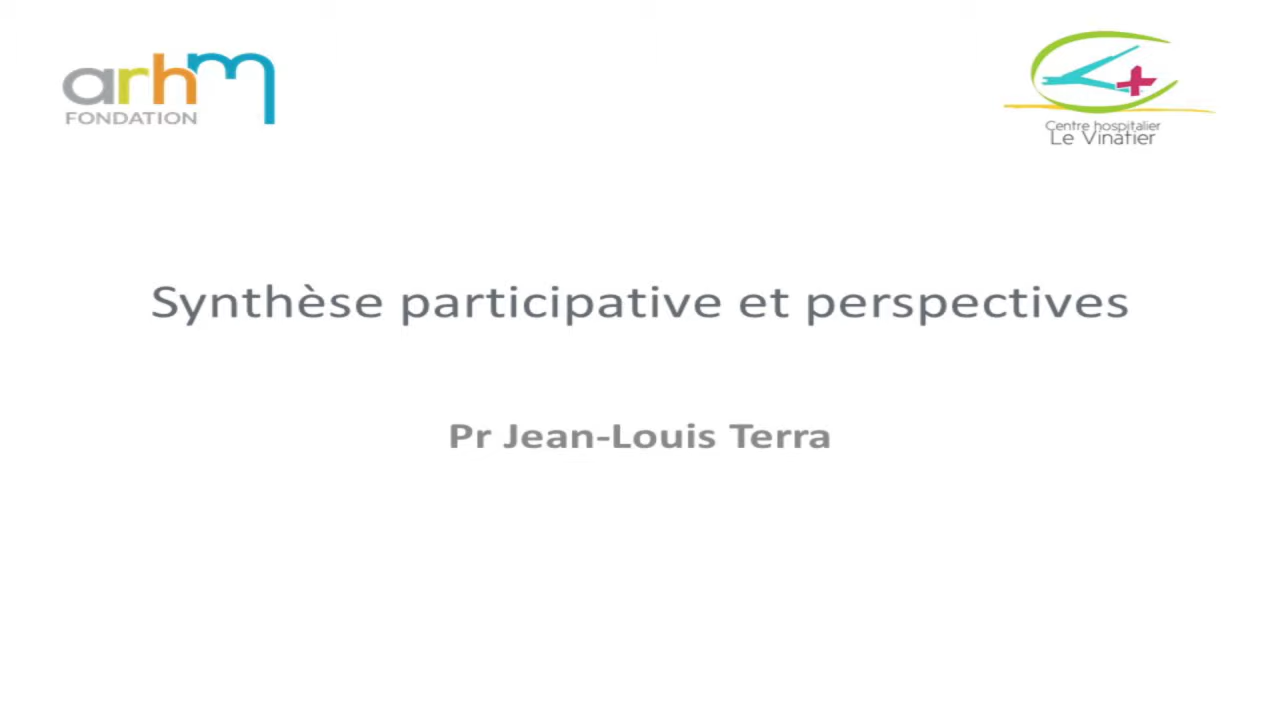 arhm
FONDATION
Centre hospitalier
Le Vinatier
Synthèse participative et perspectives
Pr Jean-Louis Terra